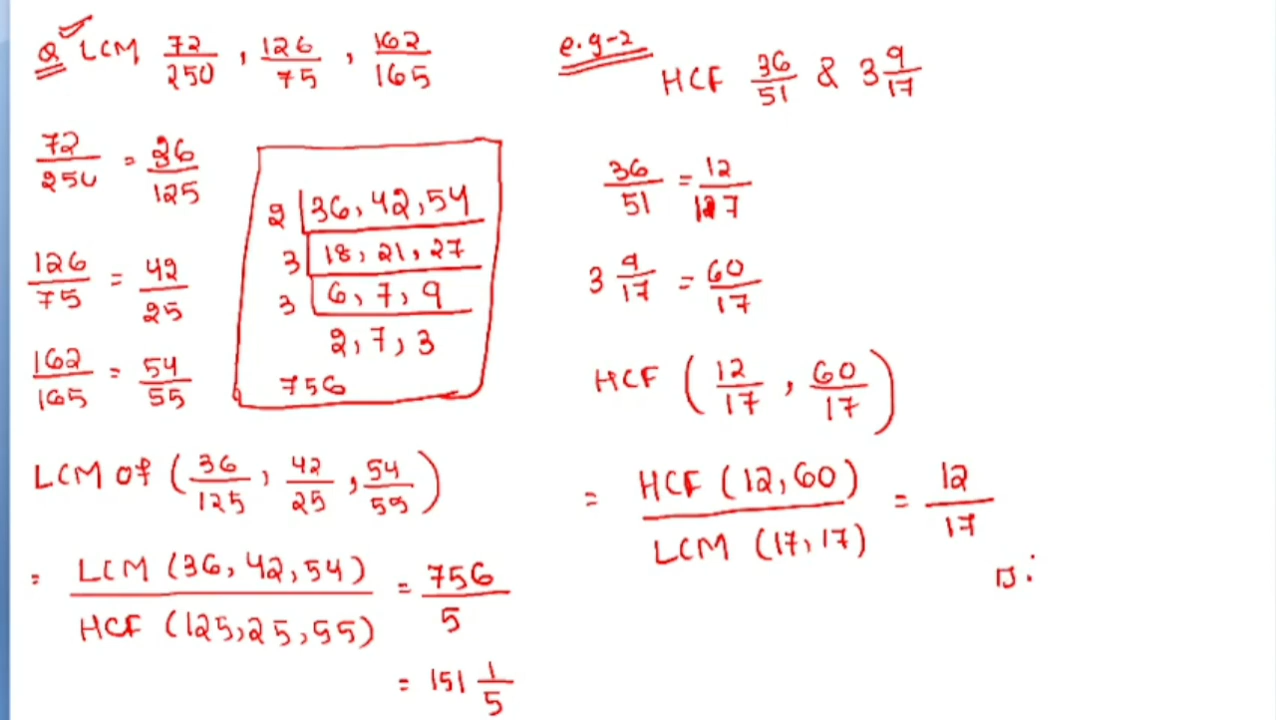 Q LCM 72/250 , 126/75 , 162/165
72/250 = 36/125
126/75 = 42/25
162/165 = 54/55
2 | 36, 42, 54
3 | 18, 21, 27
3 | 6, 7, 9
2, 7, 3
756
LCM of (36/125 , 42/25 , 54/55)
= LCM (36, 42, 54) / HCF (125, 25, 55) = 756/5
= 151 1/5
e.g-2
HCF 36/51 & 3 9/17
36/51 = 12/17
3 9/17 = 60/17
HCF (12/17 , 60/17)
= HCF (12, 60) / LCM (17, 17) = 12/17